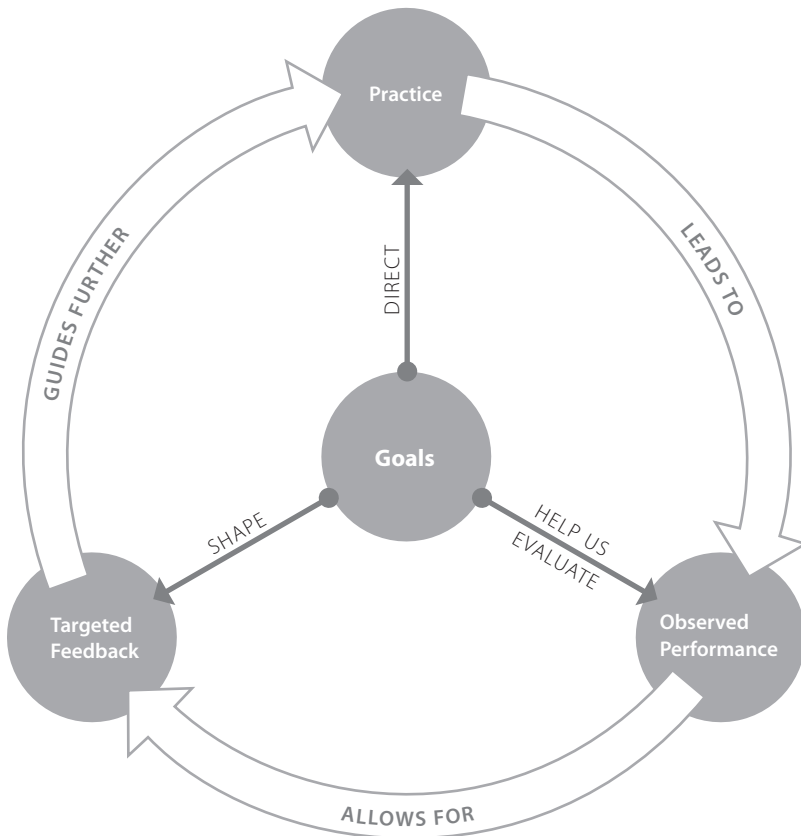 Practice
LEADS TO
GUIDES FURTHER
DIRECT
Goals
SHAPE
HELP US
EVALUATE
Targeted
Feedback
Observed
Performance
ALLOWS FOR